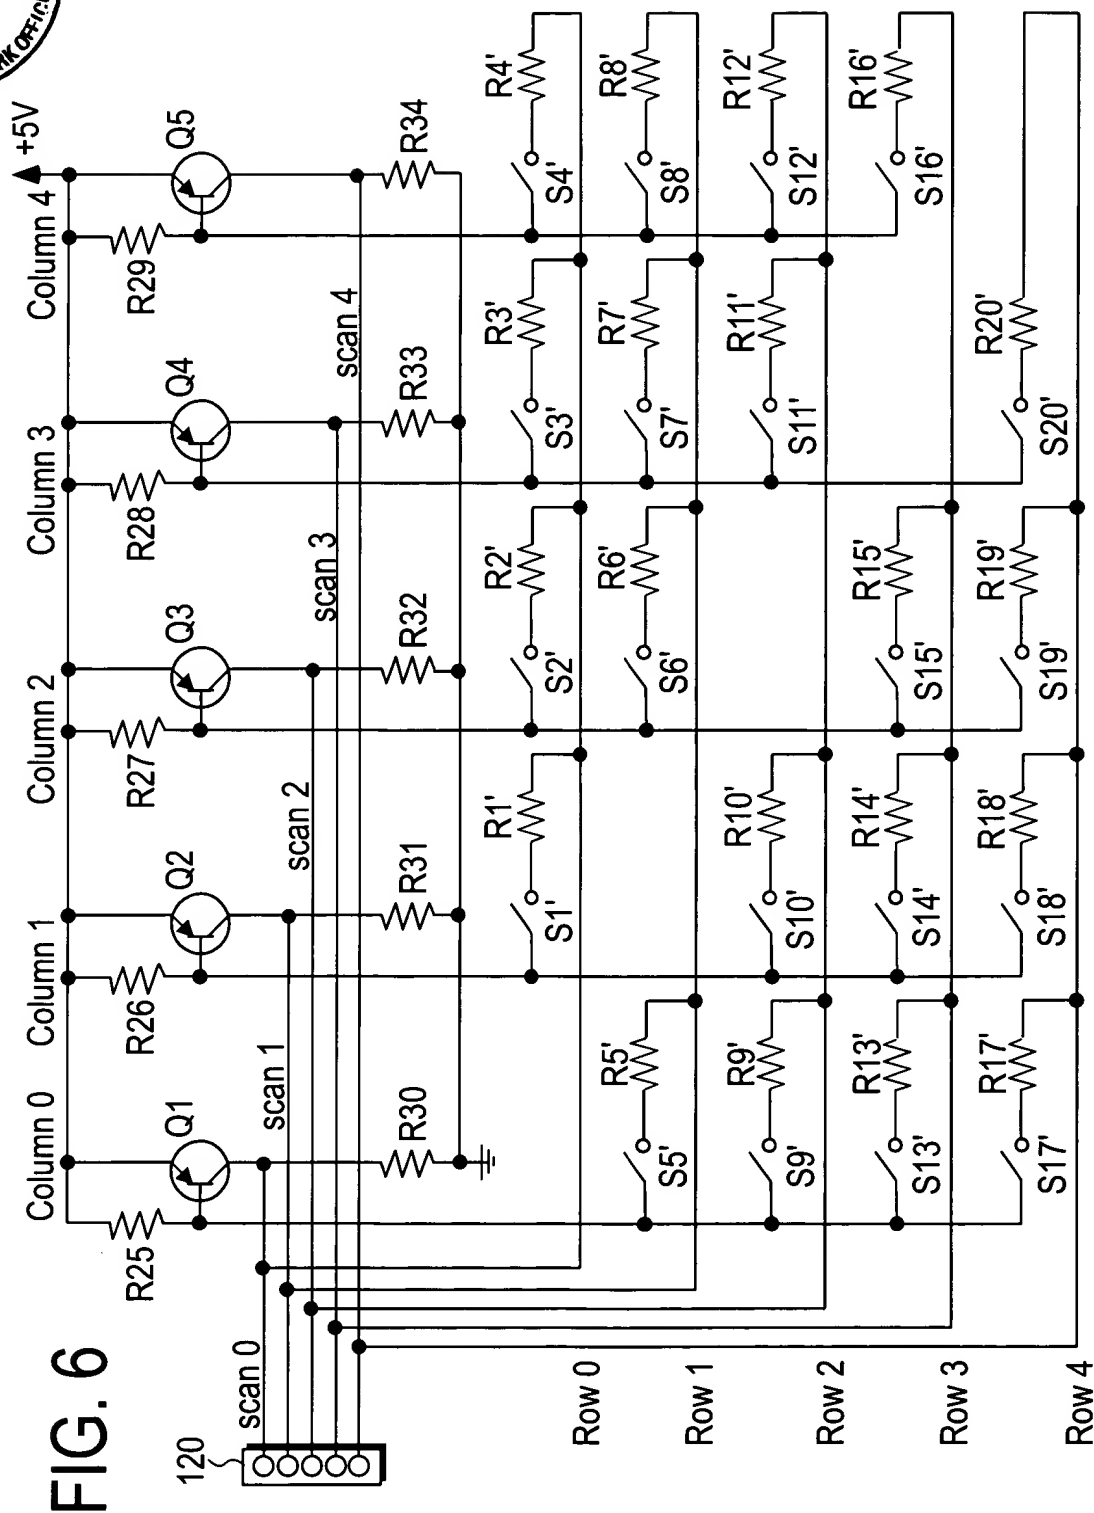 FIG. 6
120
scan 0
scan 1
scan 2
scan 3
scan 4
+5V
Column 0
Column 1
Column 2
Column 3
Column 4
R25
Q1
R26
Q2
R27
Q3
R28
Q4
R29
Q5
R30
R31
R32
R33
R34
Row 0
S1'
R1'
S2'
R2'
S3'
R3'
S4'
R4'
Row 1
S5'
R5'
S6'
R6'
S7'
R7'
S8'
R8'
Row 2
S9'
R9'
S10'
R10'
S11'
R11'
S12'
R12'
Row 3
S13'
R13'
S14'
R14'
S15'
R15'
S16'
R16'
Row 4
S17'
R17'
S18'
R18'
S19'
R19'
S20'
R20'